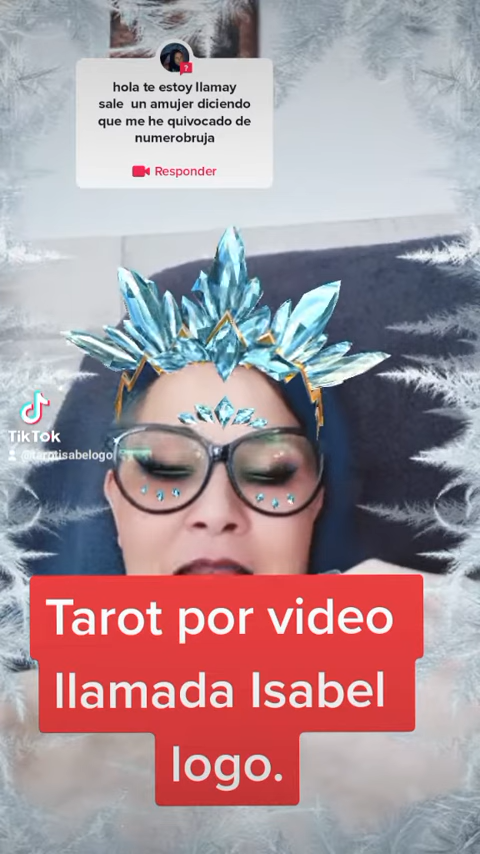 hola te estoy llamay
sale un amujer diciendo
que me he quivocado de
numerobruja
Responder
TikTok
@tarotisabelogo
Tarot por video
llamada Isabel
logo.